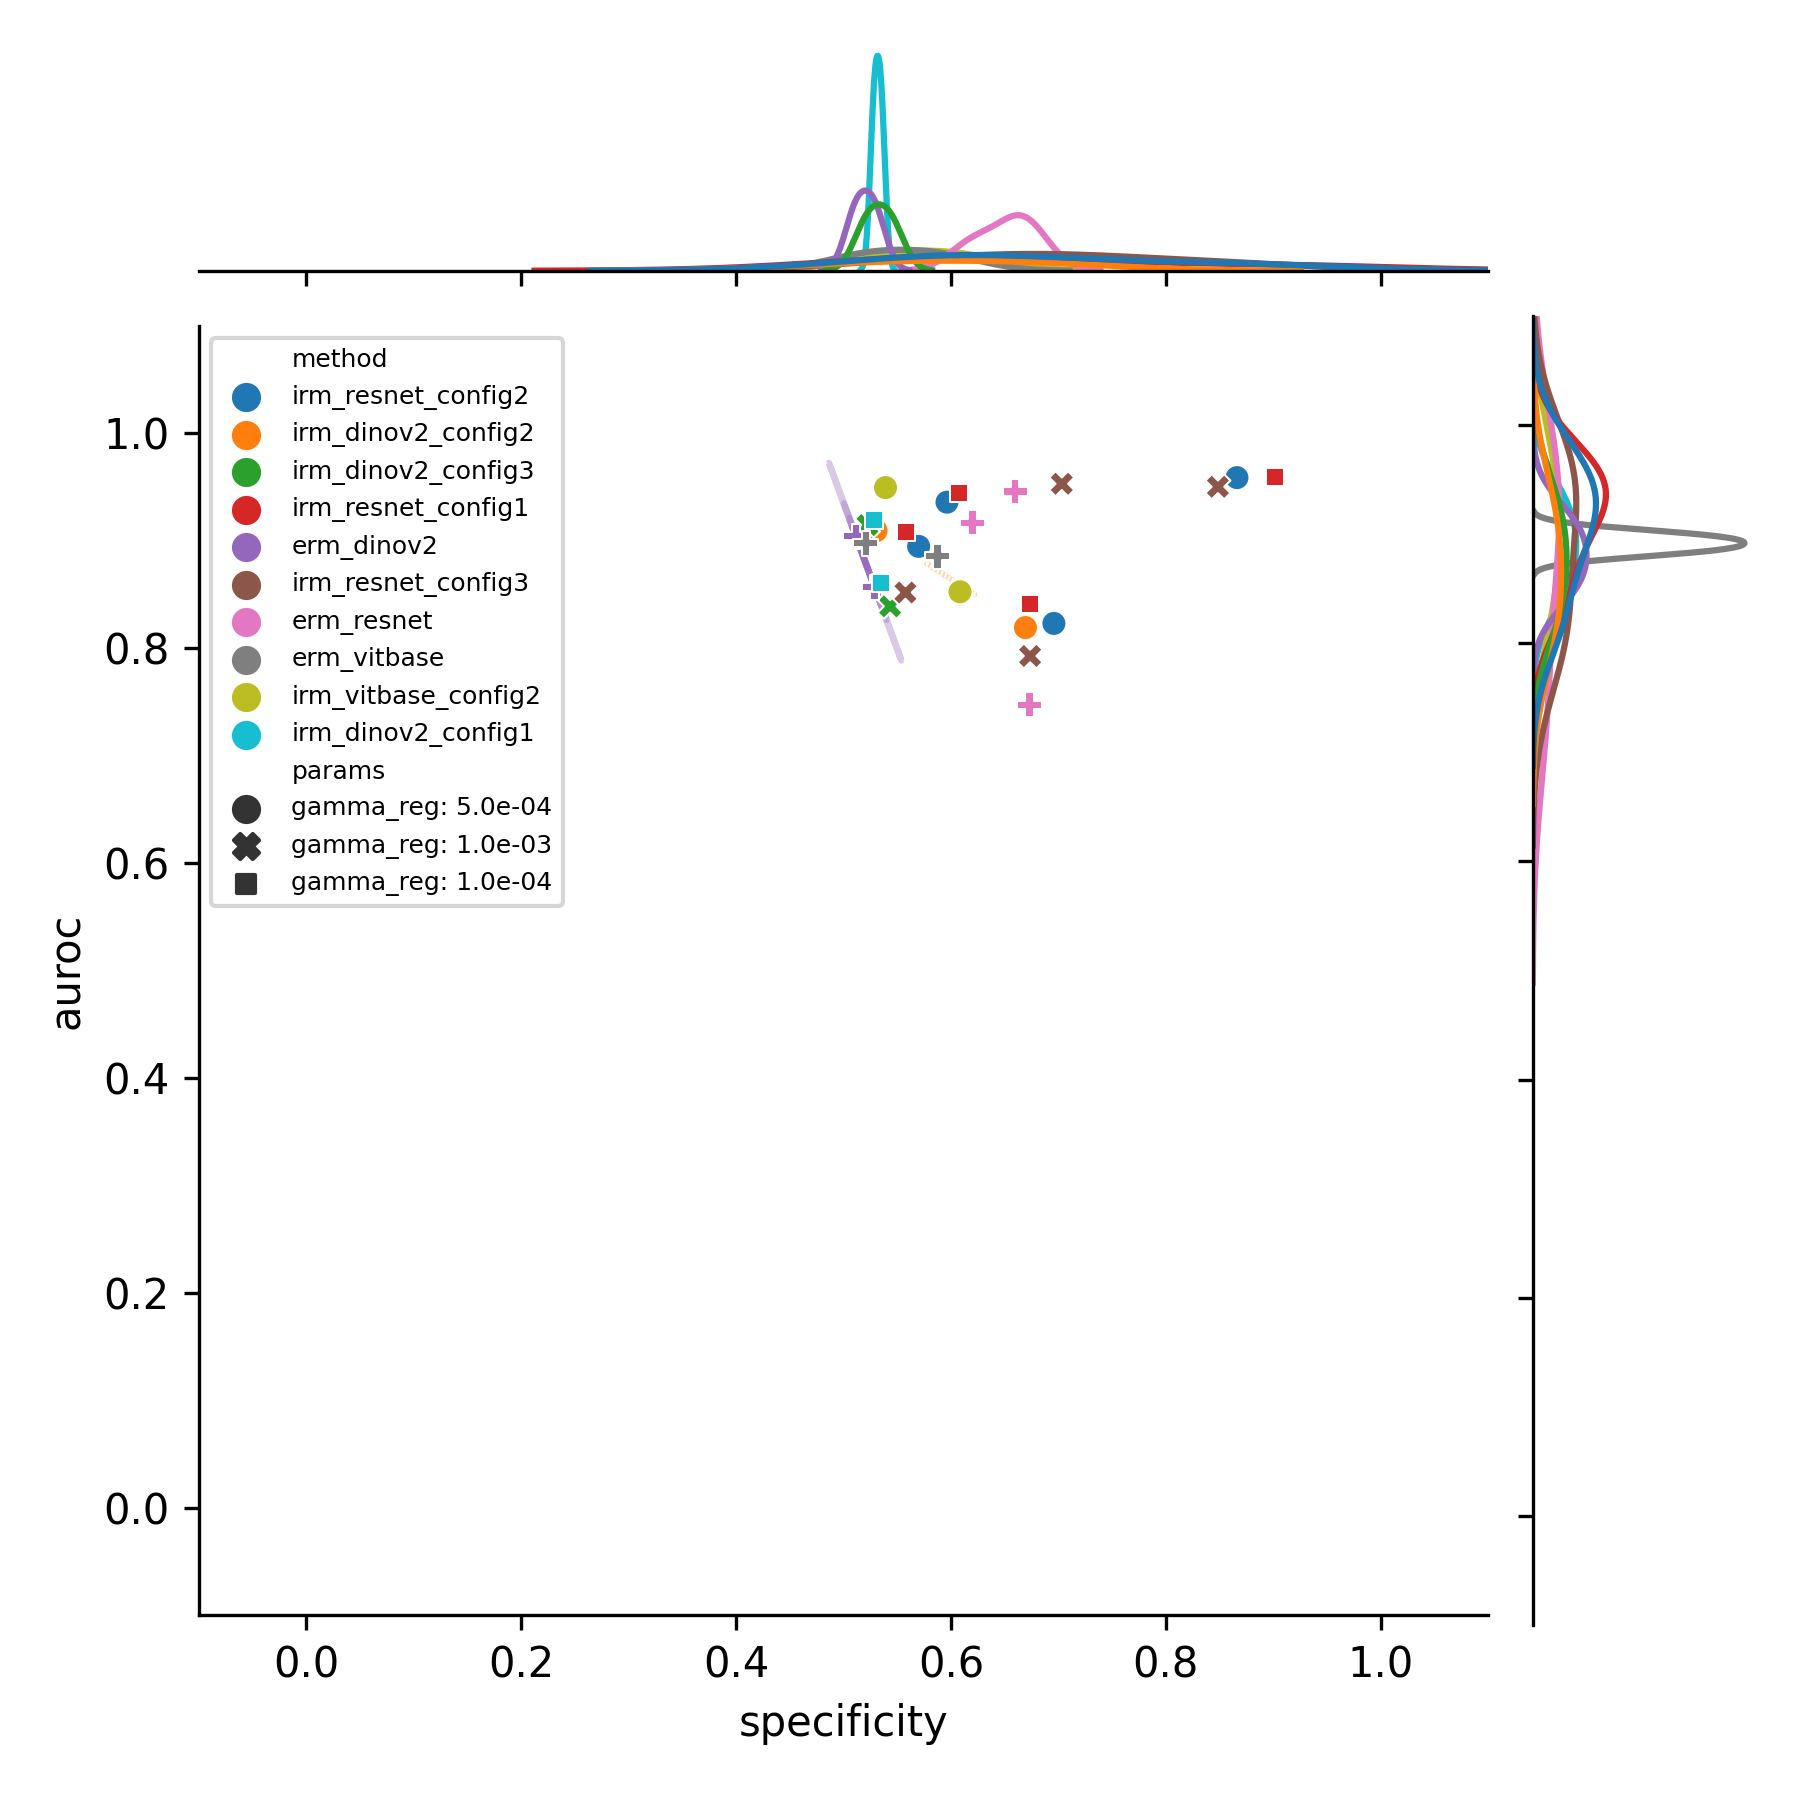 method
irm_resnet_config2
irm_dinov2_config2
irm_dinov2_config3
irm_resnet_config1
erm_dinov2
irm_resnet_config3
erm_resnet
erm_vitbase
irm_vitbase_config2
irm_dinov2_config1
params
gamma_reg: 5.0e-04
gamma_reg: 1.0e-03
gamma_reg: 1.0e-04
1.0
0.8
0.6
0.4
0.2
0.0
auroc
0.0 0.2 0.4 0.6 0.8 1.0
specificity